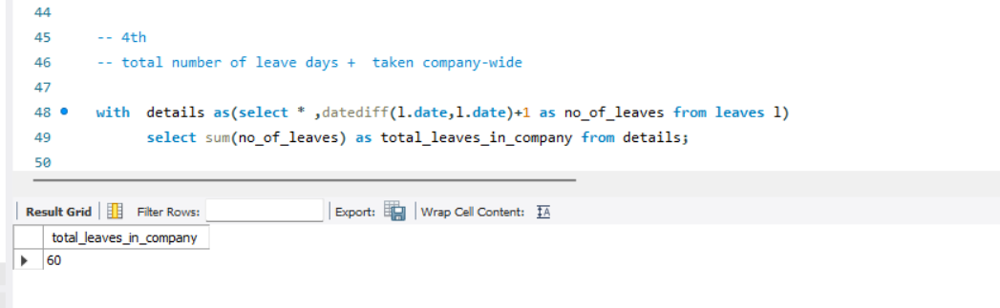 44
45 -- 4th
46 -- total number of leave days + taken company-wide
47
48 with details as(select * ,datediff(l.date,l.date)+1 as no_of_leaves from leaves l)
49 select sum(no_of_leaves) as total_leaves_in_company from details;
50
Result Grid Filter Rows: Export: Wrap Cell Content: IA
total_leaves_in_company
60